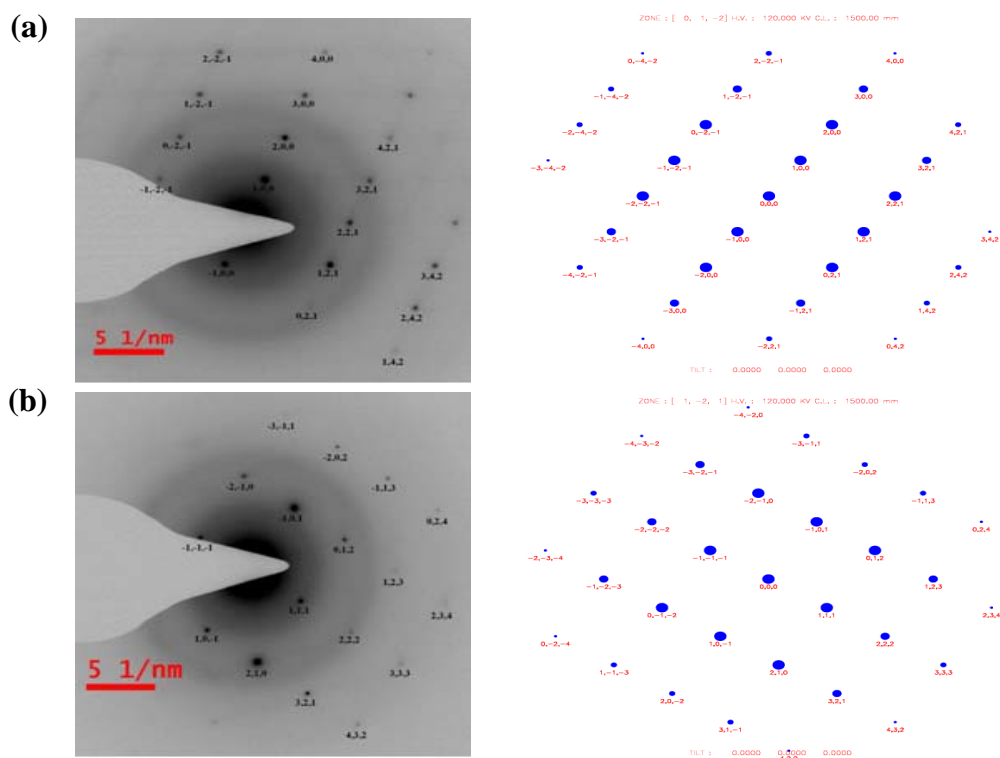 (a)
2,-2,-1 4,0,0
1,-2,-1 3,0,0
0,-2,-1 2,0,0 4,2,1
-1,-2,-1 3,2,1
2,2,1
-1,0,0 1,2,1 3,4,2
0,2,1 2,4,2
1,4,2
5 1/nm
ZONE : [ 0, 1, -2] H.V. : 120.000 KV C.L. : 1500.00 mm
0,-4,-2 2,-2,-1 4,0,0
-1,-4,-2 1,-2,-1 3,0,0
-2,-4,-2 0,-2,-1 2,0,0 4,2,1
-3,-4,-2 -1,-2,-1 1,0,0 3,2,1
-2,-2,-1 0,0,0 2,2,1
-3,-2,-1 -1,0,0 1,2,1 3,4,2
-4,-2,-1 -2,0,0 0,2,1 2,4,2
-3,0,0 -1,2,1 1,4,2
-4,0,0 -2,2,1 0,4,2
TILT : 0.0000 0.0000 0.0000
(b)
-3,-1,1
-2,0,2
-2,-1,0 -1,1,3
-1,0,1 0,2,4
-1,-1,-1 0,1,2
1,2,3
1,1,1 2,3,4
1,0,-1 2,2,2
2,1,0 3,3,3
3,2,1
4,3,2
5 1/nm
ZONE : [ 1, -2, 1] H.V. : 120.000 KV C.L. : 1500.00 mm
-4,-2,0
-4,-3,-2 -3,-1,1
-3,-2,-1 -2,0,2
-3,-3,-3 -2,-1,0 -1,1,3
-2,-2,-2 -1,0,1 0,2,4
-2,-3,-4 -1,-1,-1 0,1,2
-1,-2,-3 0,0,0 1,2,3
0,-1,-2 1,1,1 2,3,4
0,-2,-4 1,0,-1 2,2,2
1,-1,-3 2,1,0 3,3,3
2,0,-2 3,2,1
3,1,-1 4,3,2
TILT : 0.0000 0.0000 0.0000